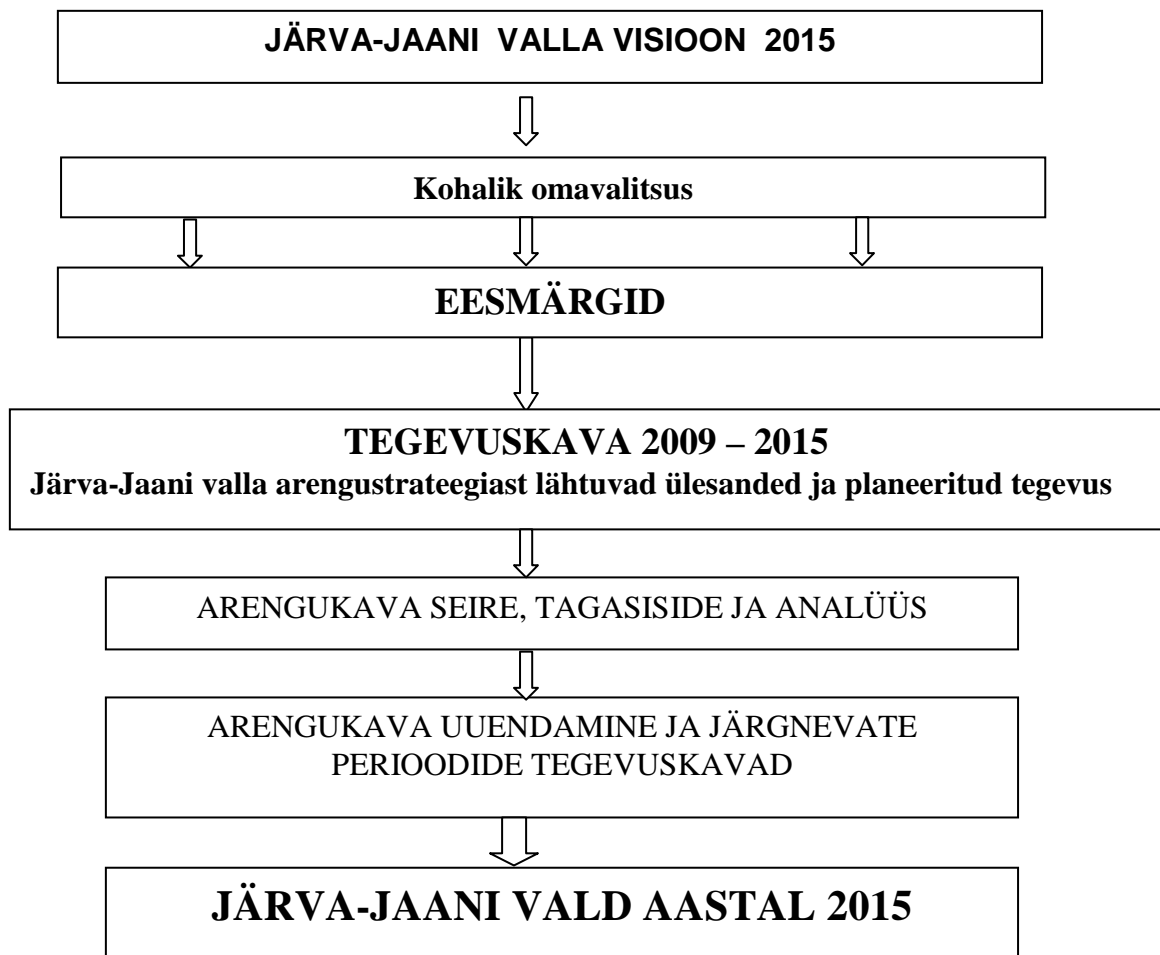 JÄRVA-JAANI VALLA VISIOON 2015
Kohalik omavalitsus
EESMÄRGID
TEGEVUSKAVA 2009 – 2015
Järva-Jaani valla arengustrateegiast lähtuvad ülesanded ja planeeritud tegevus
ARENGUKAVA SEIRE, TAGASISIDE JA ANALÜÜS
ARENGUKAVA UUENDAMINE JA JÄRGNEVATE
PERIOODIDE TEGEVUSKAVAD
JÄRVA-JAANI VALD AASTAL 2015